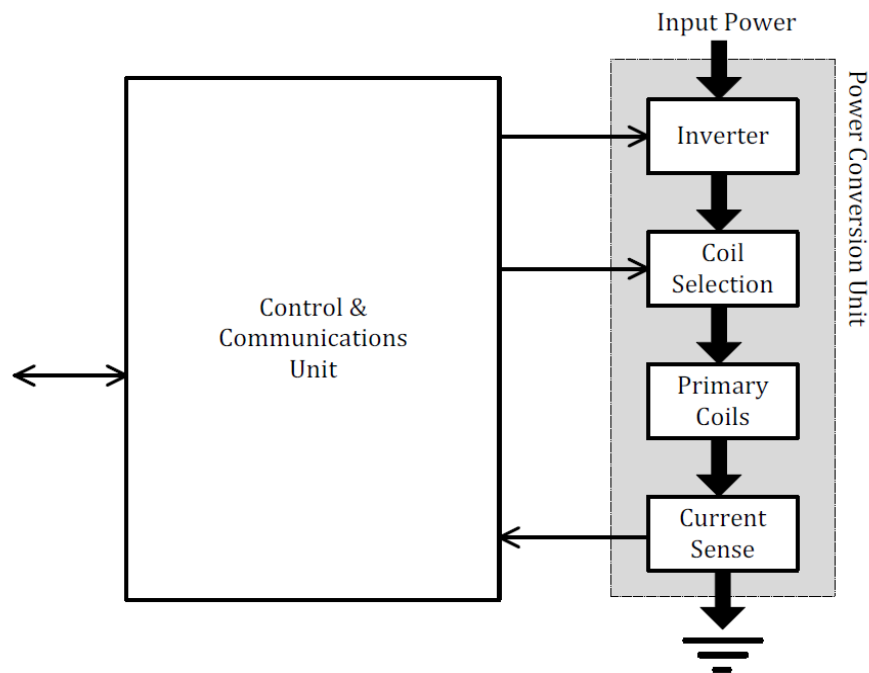 Input Power
Inverter
Coil
Selection
Primary
Coils
Current
Sense
Power Conversion Unit
Control &
Communications
Unit